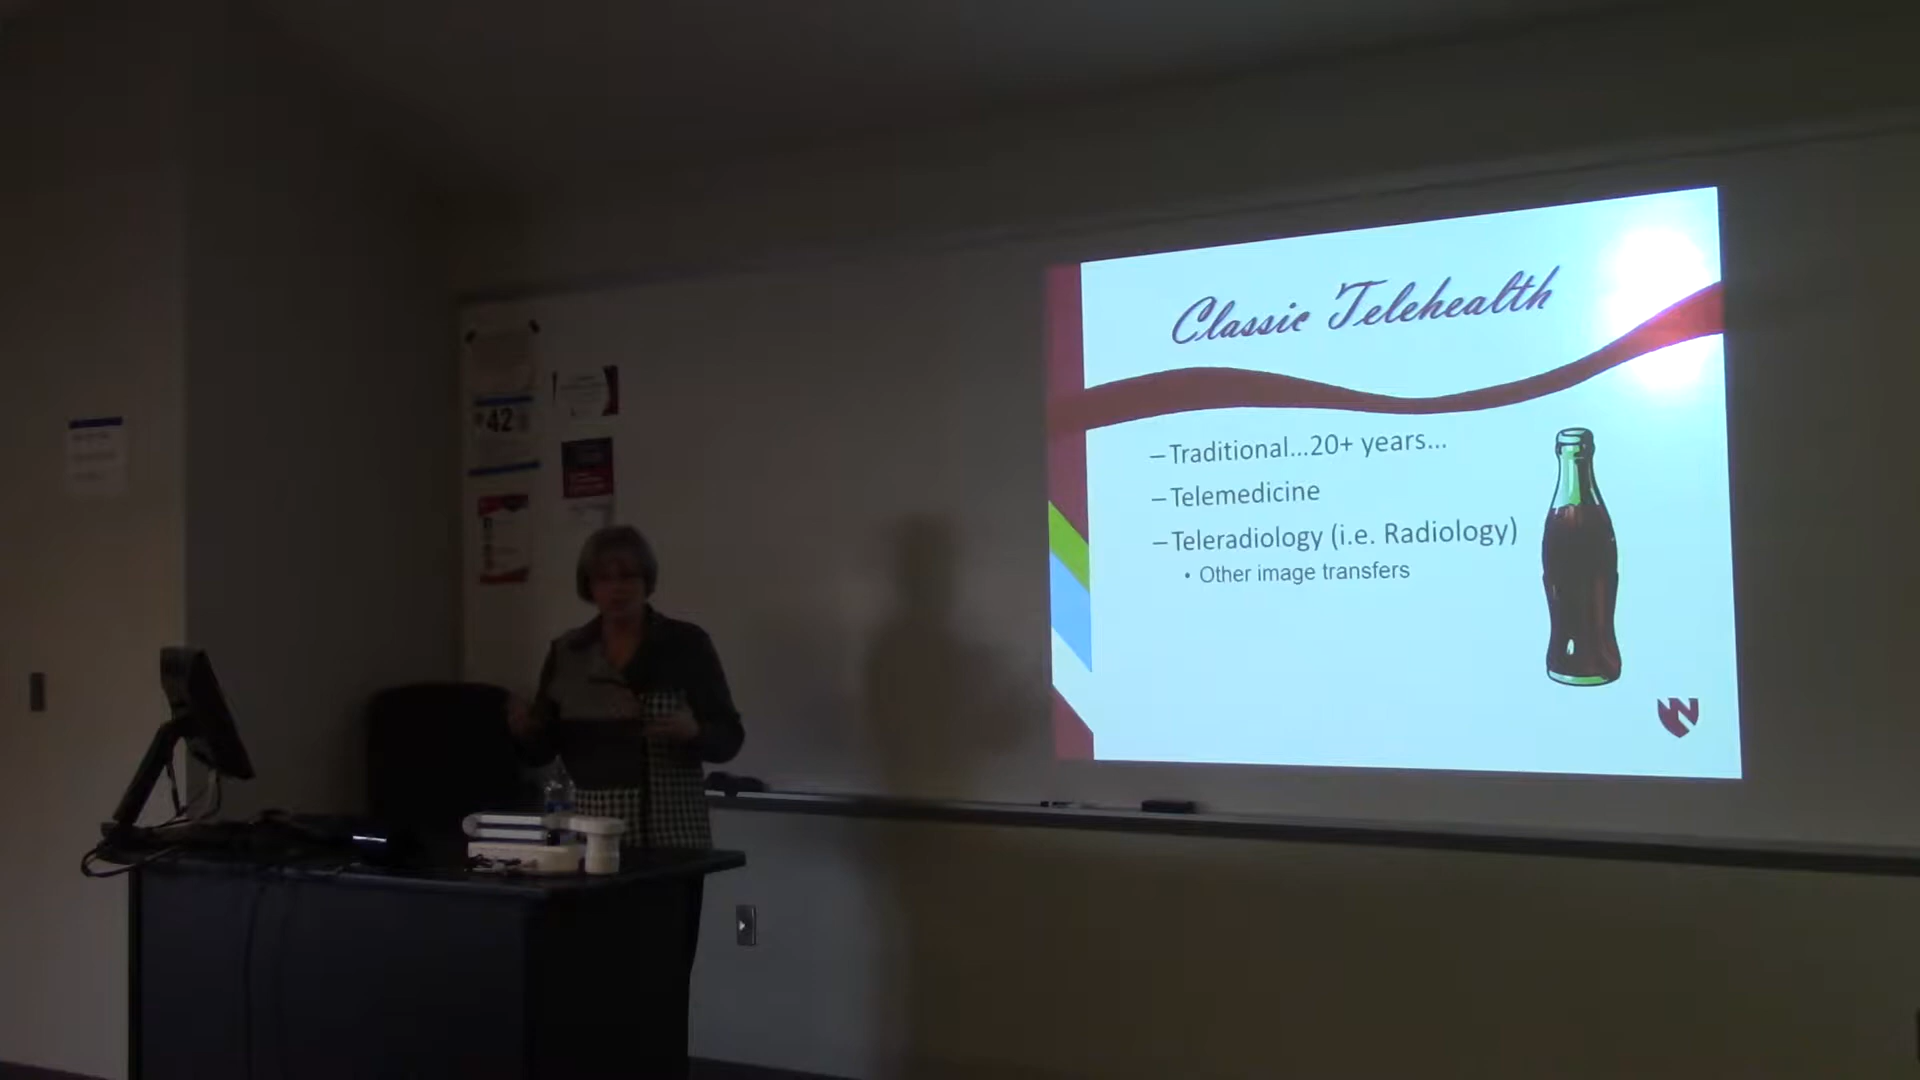 42
Classic Telehealth
–Traditional...20+ years...
–Telemedicine
–Teleradiology (i.e. Radiology)
• Other image transfers
N